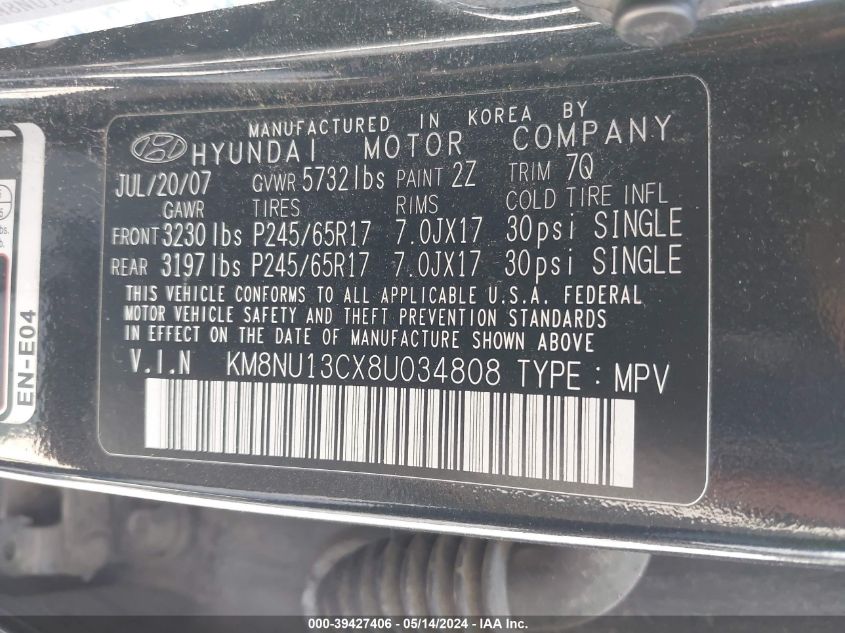 MANUFACTURED IN KOREA BY
HYUNDAI MOTOR COMPANY
JUL/20/07 GVWR 5732lbs PAINT 2Z TRIM 7Q
GAWR TIRES RIMS COLD TIRE INFL
FRONT 3230lbs P245/65R17 7.0JX17 30psi SINGLE
REAR 3197lbs P245/65R17 7.0JX17 30psi SINGLE
THIS VEHICLE CONFORMS TO ALL APPLICABLE U.S.A. FEDERAL
MOTOR VEHICLE SAFETY AND THEFT PREVENTION STANDARDS
IN EFFECT ON THE DATE OF MANUFACTURE SHOWN ABOVE
V.I.N KM8NU13CX8U034808 TYPE : MPV
EN-E04
000-39427406 - 05/14/2024 - IAA Inc.